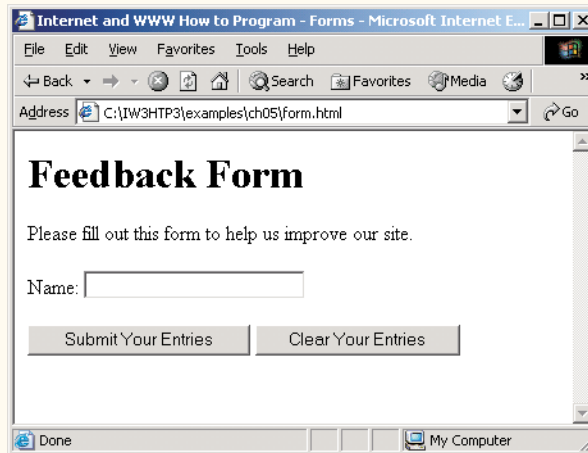 Internet and WWW How to Program - Forms - Microsoft Internet E...
File Edit View Favorites Tools Help
Back Search Favorites Media »
Address C:\IW3HTP3\examples\ch05\form.html Go
Feedback Form
Please fill out this form to help us improve our site.
Name:
Submit Your Entries Clear Your Entries
Done My Computer